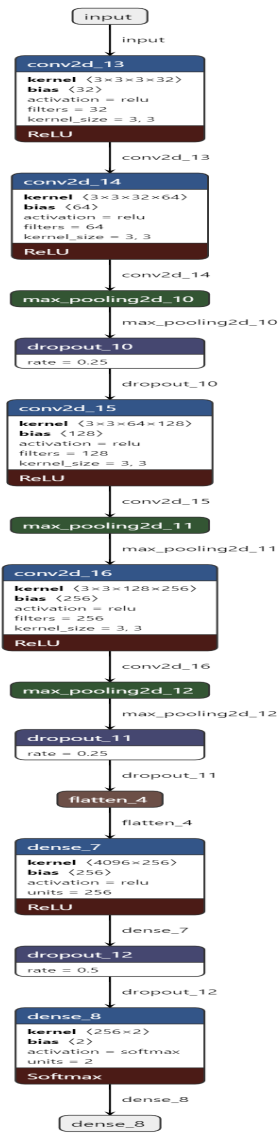 input
input
conv2d_13
kernel ⟨3×3×3×32⟩
bias ⟨32⟩
activation = relu
filters = 32
kernel_size = 3, 3
ReLU
conv2d_13
conv2d_14
kernel ⟨3×3×32×64⟩
bias ⟨64⟩
activation = relu
filters = 64
kernel_size = 3, 3
ReLU
conv2d_14
max_pooling2d_10
max_pooling2d_10
dropout_10
rate = 0.25
dropout_10
conv2d_15
kernel ⟨3×3×64×128⟩
bias ⟨128⟩
activation = relu
filters = 128
kernel_size = 3, 3
ReLU
conv2d_15
max_pooling2d_11
max_pooling2d_11
conv2d_16
kernel ⟨3×3×128×256⟩
bias ⟨256⟩
activation = relu
filters = 256
kernel_size = 3, 3
ReLU
conv2d_16
max_pooling2d_12
max_pooling2d_12
dropout_11
rate = 0.25
dropout_11
flatten_4
flatten_4
dense_7
kernel ⟨4096×256⟩
bias ⟨256⟩
activation = relu
units = 256
ReLU
dense_7
dropout_12
rate = 0.5
dropout_12
dense_8
kernel ⟨256×2⟩
bias ⟨2⟩
activation = softmax
units = 2
Softmax
dense_8
dense_8